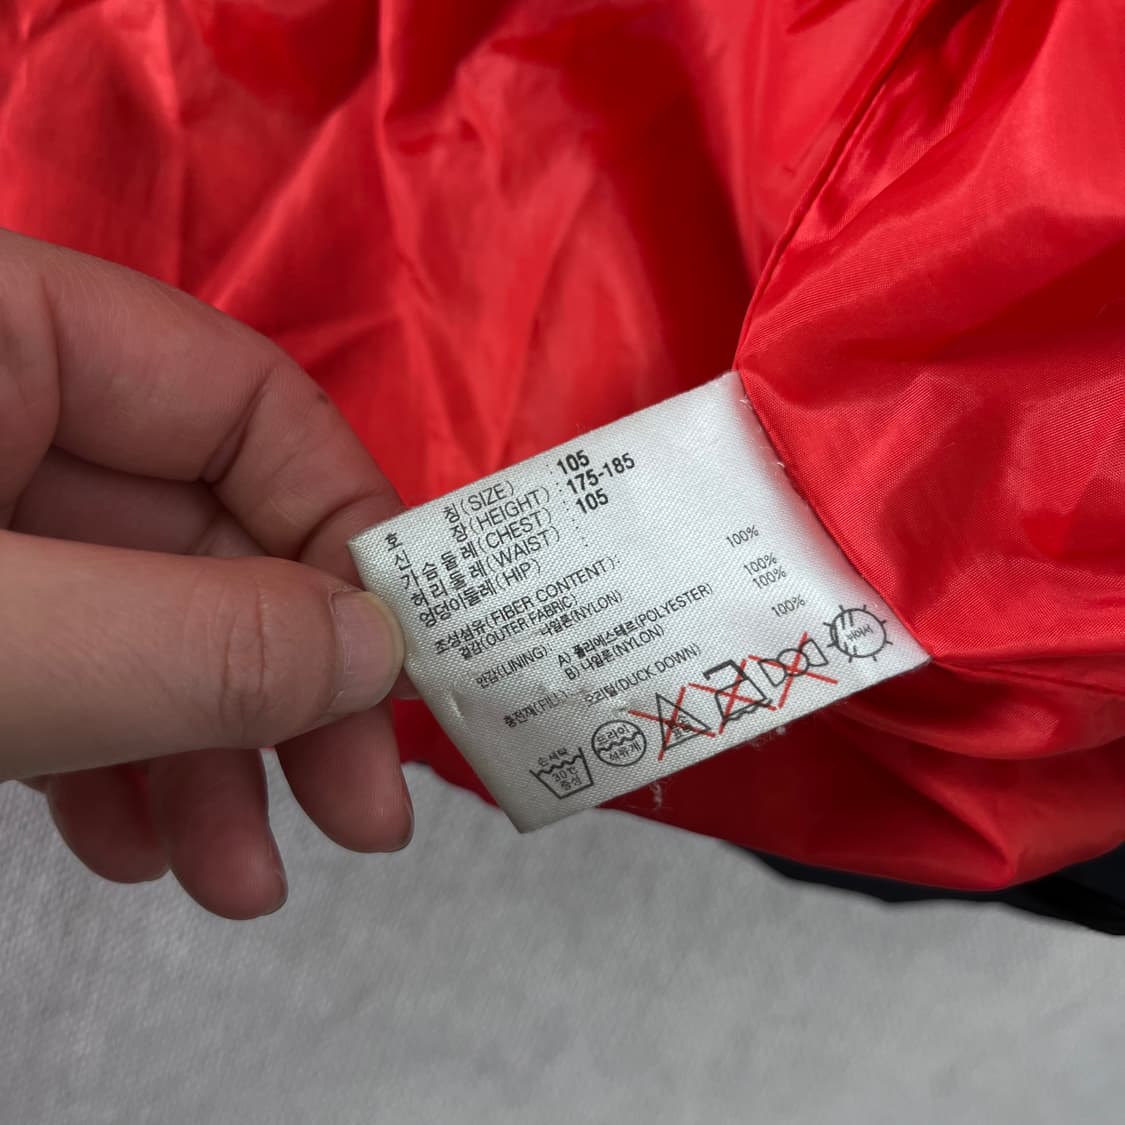 호 칭(SIZE) : 105
신 장(HEIGHT) : 175-185
가 슴 둘 레(CHEST) : 105
허 리 둘 레(WAIST) :
엉덩이둘레(HIP) :
조성섬유(FIBER CONTENT):
겉감(OUTER FABRIC)
나일론(NYLON) 100%
안감(LINING):
A) 폴리에스테르(POLYESTER) 100%
B) 나일론(NYLON) 100%
충전재(FILL):
오리털(DUCK DOWN) 100%
손세탁
30℃
중성
드라이
석유계